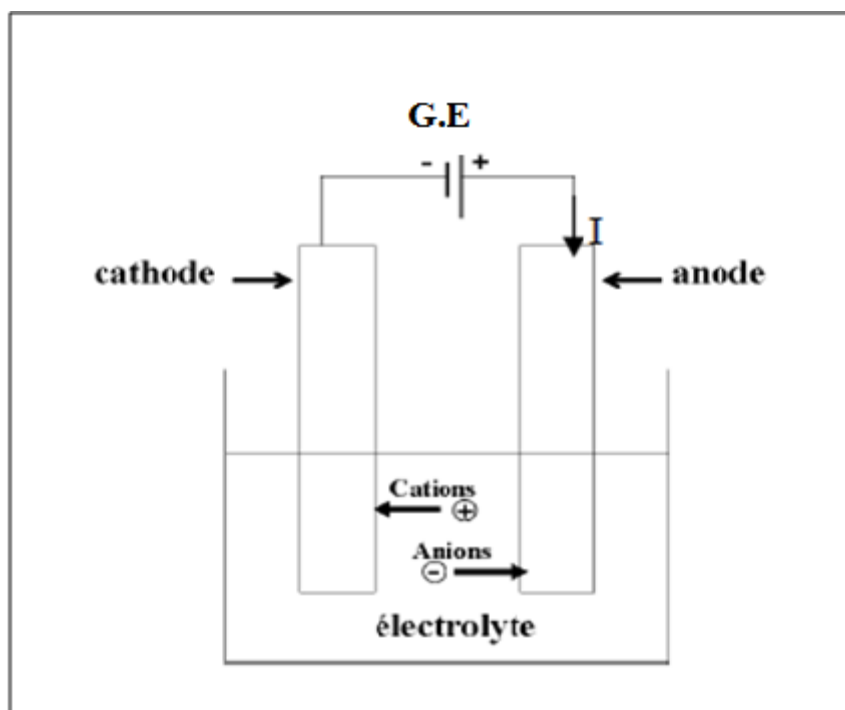 G.E
- +
I
cathode
anode
Cations
+
Anions
-
électrolyte